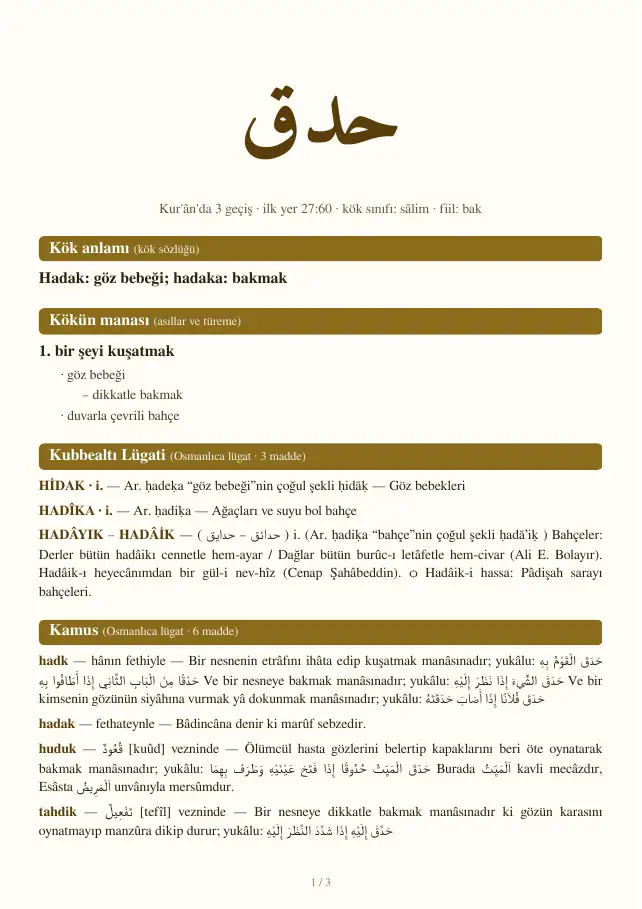 حدق
Kur'ân'da 3 geçiş · ilk yer 27:60 · kök sınıfı: sâlim · fiil: bak
Kök anlamı (kök sözlüğü)
Hadak: göz bebeği; hadaka: bakmak
Kökün manası (asıllar ve türeme)
1. bir şeyi kuşatmak
· göz bebeği
– dikkatle bakmak
· duvarla çevrili bahçe
Kubbealtı Lügati (Osmanlıca lügat · 3 madde)
HİDAK · i. — Ar. ḥadeḳa “göz bebeği”nin çoğul şekli ḥidāḳ — Göz bebekleri
HADÎKA · i. — Ar. ḥadiḳa — Ağaçları ve suyu bol bahçe
HADÂYIK – HADÂİK — ( حدائق – حدايق ) i. (Ar. ḥadiḳa “bahçe”nin çoğul şekli ḥadā’iḳ ) Bahçeler:
Derler bütün hadâikı cennetle hem-ayar / Dağlar bütün burûc-ı letâfetle hem-civar (Ali E. Bolayır).
Hadâik-ı heyecânımdan bir gül-i nev-hîz (Cenap Şahâbeddin). ο Hadâik-i hassa: Pâdişah sarayı
bahçeleri.
Kamus (Osmanlıca lügat · 6 madde)
hadk — hânın fethiyle — Bir nesnenin etrâfını ihâta edip kuşatmak manâsınadır; yukâlu: حَدَقَ الْقَوْمُ بِهِ
حَدْقًا مِنَ الْبَابِ الثَّانِي إِذَا أَطَافُوا بِهِ Ve bir nesneye bakmak manâsınadır; yukâlu: حَدَقَ الشَّيْءَ إِذَا نَظَرَ إِلَيْهِ Ve bir
kimsenin gözünün siyâhına vurmak yâ dokunmak manâsınadır; yukâlu: حَدَقَ فُلاَنًا إِذَا أَصَابَ حَدَقَتَهُ
hadak — fethateynle — Bâdincâna denir ki marûf sebzedir.
huduk — قُعُودٌ [kuûd] vezninde — Ölümcül hasta gözlerini belertip kapaklarını beri öte oynatarak
bakmak manâsınadır; yukâlu: حَدَقَ الْمَيِّتُ حُدُوقًا إِذَا فَتَحَ عَيْنَيْهِ وَطَرَفَ بِهِمَا Burada اَلْمَيِّتُ kavli mecâzdır,
Esâsta اَلْمَرِيضُ unvânıyla mersûmdur.
tahdik — تَفْعِيلٌ [tefîl] vezninde — Bir nesneye dikkatle bakmak manâsınadır ki gözün karasını
oynatmayıp manzûra dikip durur; yukâlu: حَدَّقَ إِلَيْهِ إِذَا شَدَّدَ النَّظَرَ إِلَيْهِ
1 / 3